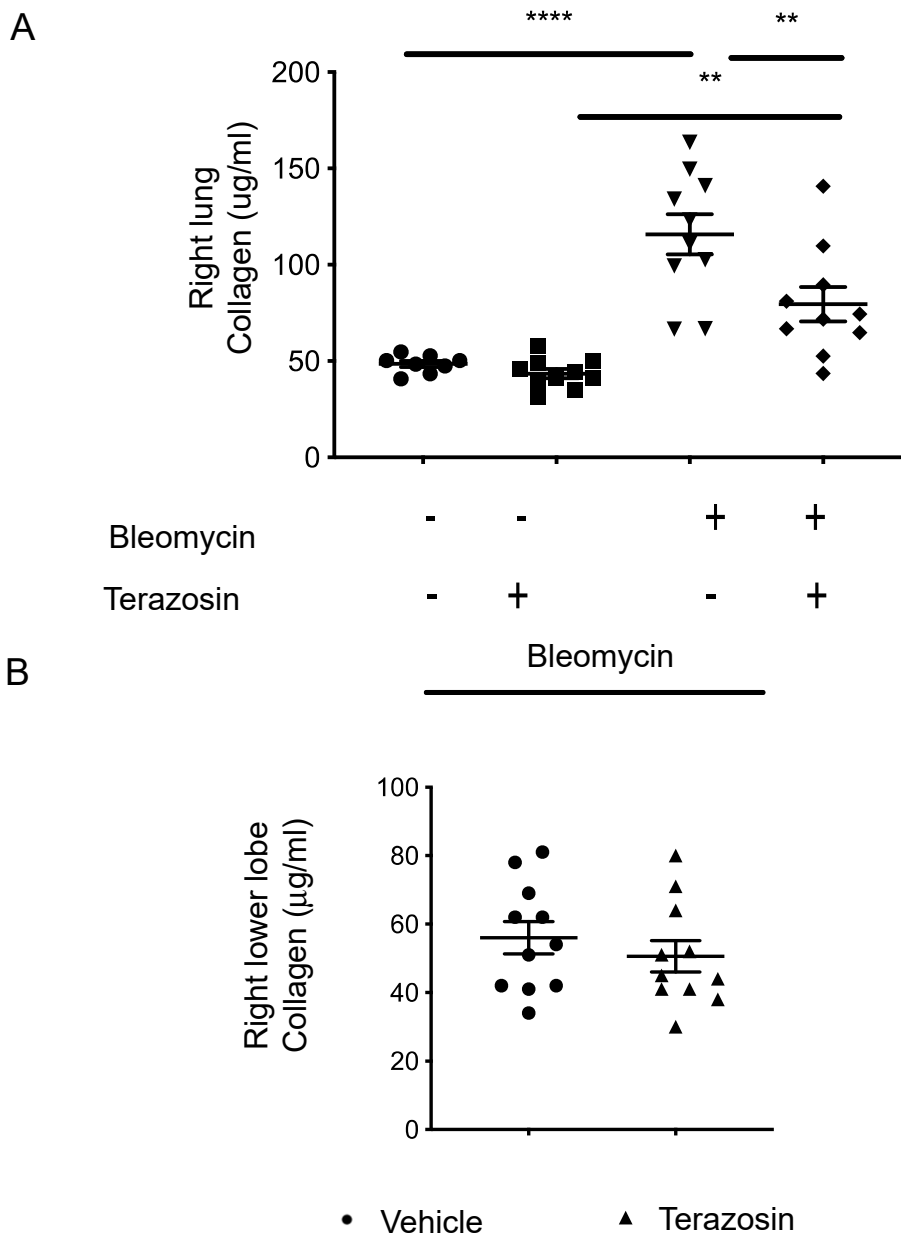 A
****
**
**
Right lung
Collagen (ug/ml)
200
150
100
50
0
Bleomycin - - + +
Terazosin - + - +
B
Bleomycin
Right lower lobe
Collagen (μg/ml)
100
80
60
40
20
0
Vehicle
Terazosin